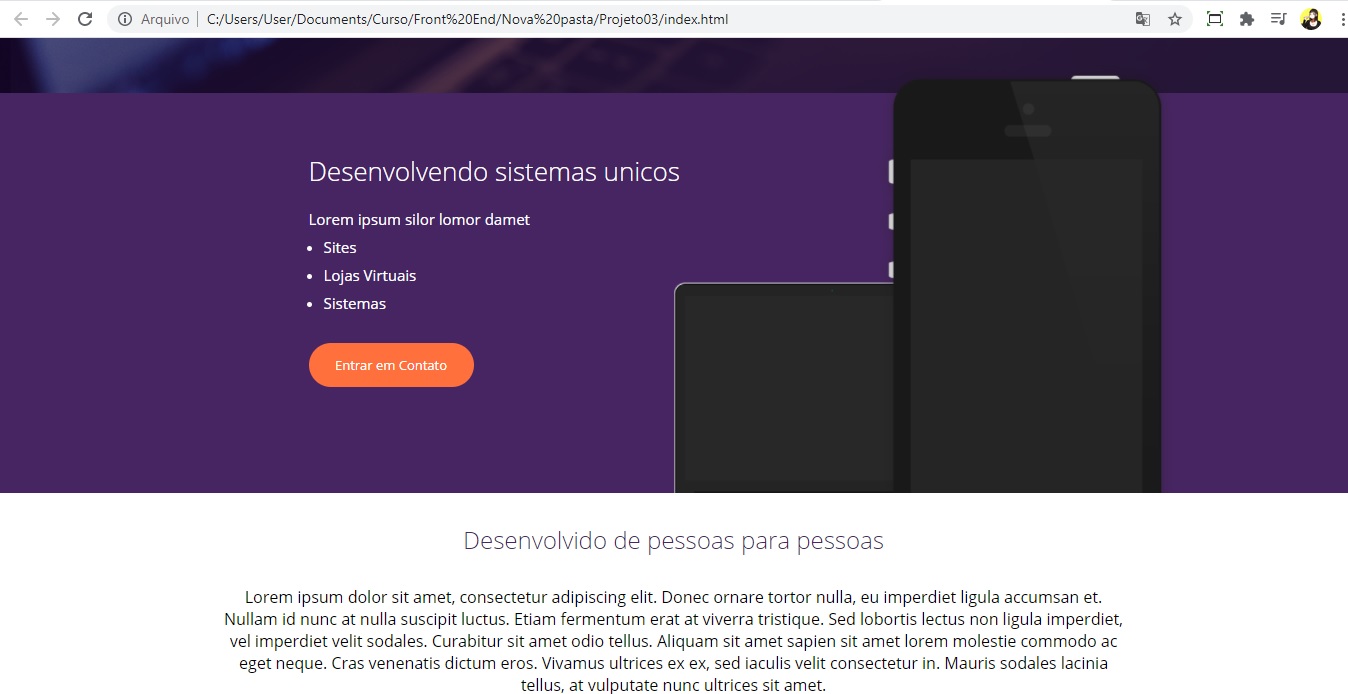 Arquivo | C:/Users/User/Documents/Curso/Front%20End/Nova%20pasta/Projeto03/index.html
Desenvolvendo sistemas unicos
Lorem ipsum silor lomor damet
• Sites
• Lojas Virtuais
• Sistemas
Entrar em Contato
Desenvolvido de pessoas para pessoas
Lorem ipsum dolor sit amet, consectetur adipiscing elit. Donec ornare tortor nulla, eu imperdiet ligula accumsan et.
Nullam id nunc at nulla suscipit luctus. Etiam fermentum erat at viverra tristique. Sed lobortis lectus non ligula imperdiet,
vel imperdiet velit sodales. Curabitur sit amet odio tellus. Aliquam sit amet sapien sit amet lorem molestie commodo ac
eget neque. Cras venenatis dictum eros. Vivamus ultrices ex ex, sed iaculis velit consectetur in. Mauris sodales lacinia
tellus, at vulputate nunc ultrices sit amet.